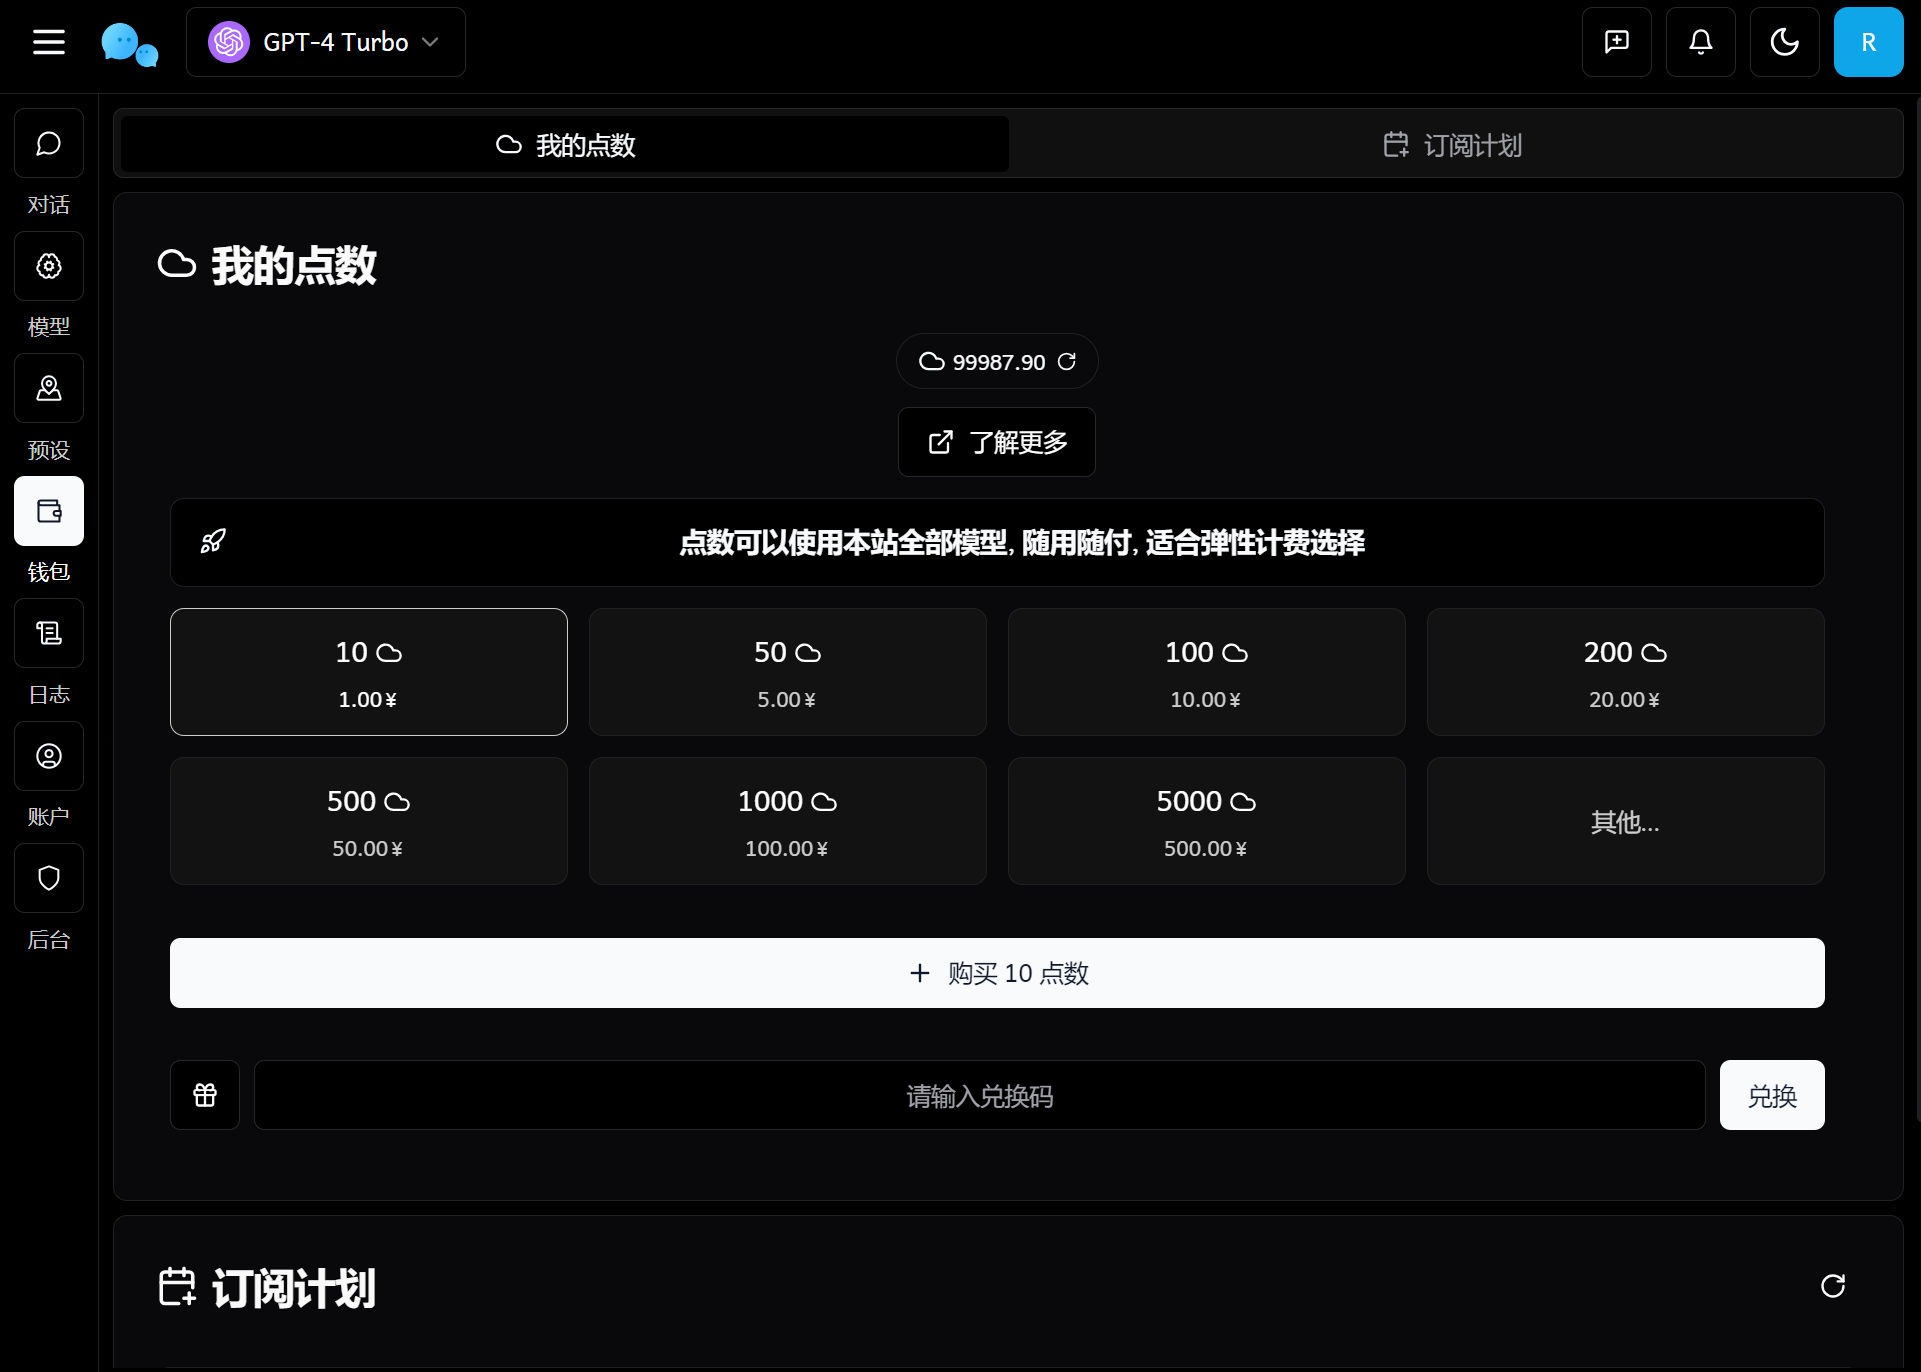 GPT-4 Turbo
R
对话
模型
预设
钱包
日志
账户
后台
我的点数
订阅计划
我的点数
99987.90
了解更多
点数可以使用本站全部模型, 随用随付, 适合弹性计费选择
10
1.00¥
50
5.00¥
100
10.00¥
200
20.00¥
500
50.00¥
1000
100.00¥
5000
500.00¥
其他...
购买 10 点数
请输入兑换码
兑换
订阅计划